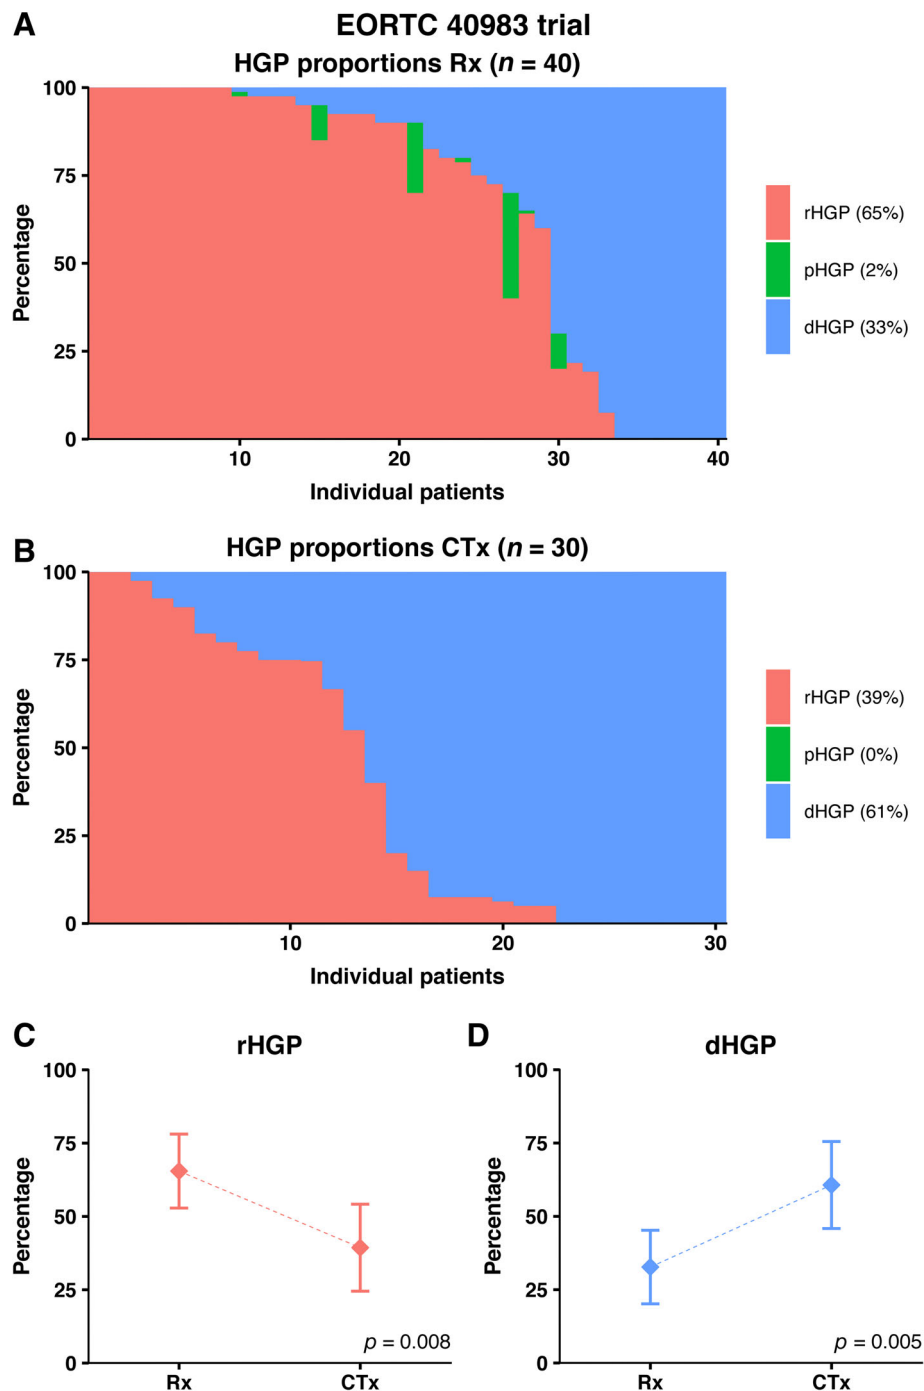 A
EORTC 40983 trial
HGP proportions Rx (n = 40)
100
75
50
25
0
Percentage
10 20 30 40
Individual patients
rHGP (65%)
pHGP (2%)
dHGP (33%)
B
HGP proportions CTx (n = 30)
100
75
50
25
0
Percentage
10 20 30
Individual patients
rHGP (39%)
pHGP (0%)
dHGP (61%)
C
rHGP
100
75
50
25
0
Percentage
p = 0.008
Rx CTx
D
dHGP
100
75
50
25
0
Percentage
p = 0.005
Rx CTx